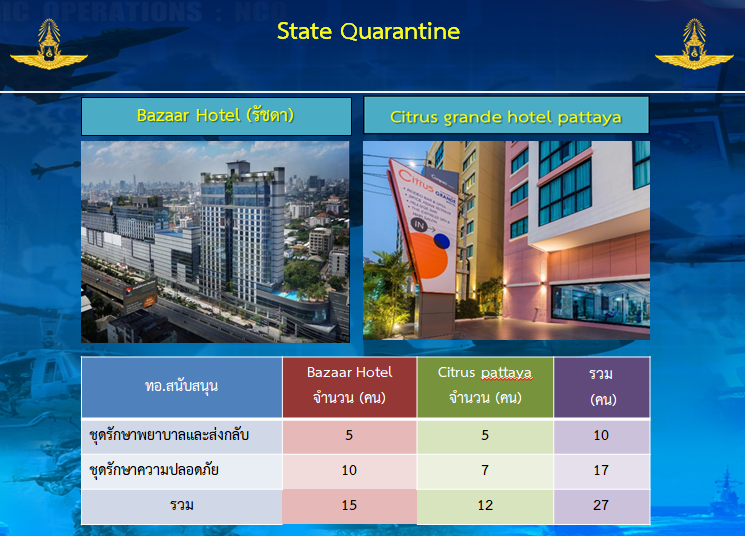 IC OPERATIONS : NC
State Quarantine
Bazaar Hotel (รัชดา)
Citrus grande hotel pattaya
Citrus
GRANDE
IN
ทอ.สนับสนุน
Bazaar Hotel
จำนวน (คน)
Citrus pattaya
จำนวน (คน)
รวม
(คน)
ชุดรักษาพยาบาลและส่งกลับ 5 5 10
ชุดรักษาความปลอดภัย 10 7 17
รวม 15 12 27